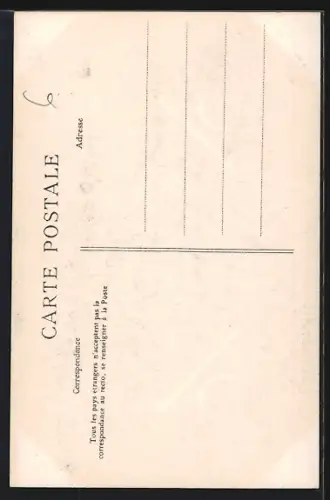 CARTE POSTALE
Correspondance
Adresse
Tous les pays étrangers n'acceptent pas la
correspondance au recto, se renseigner à la Poste